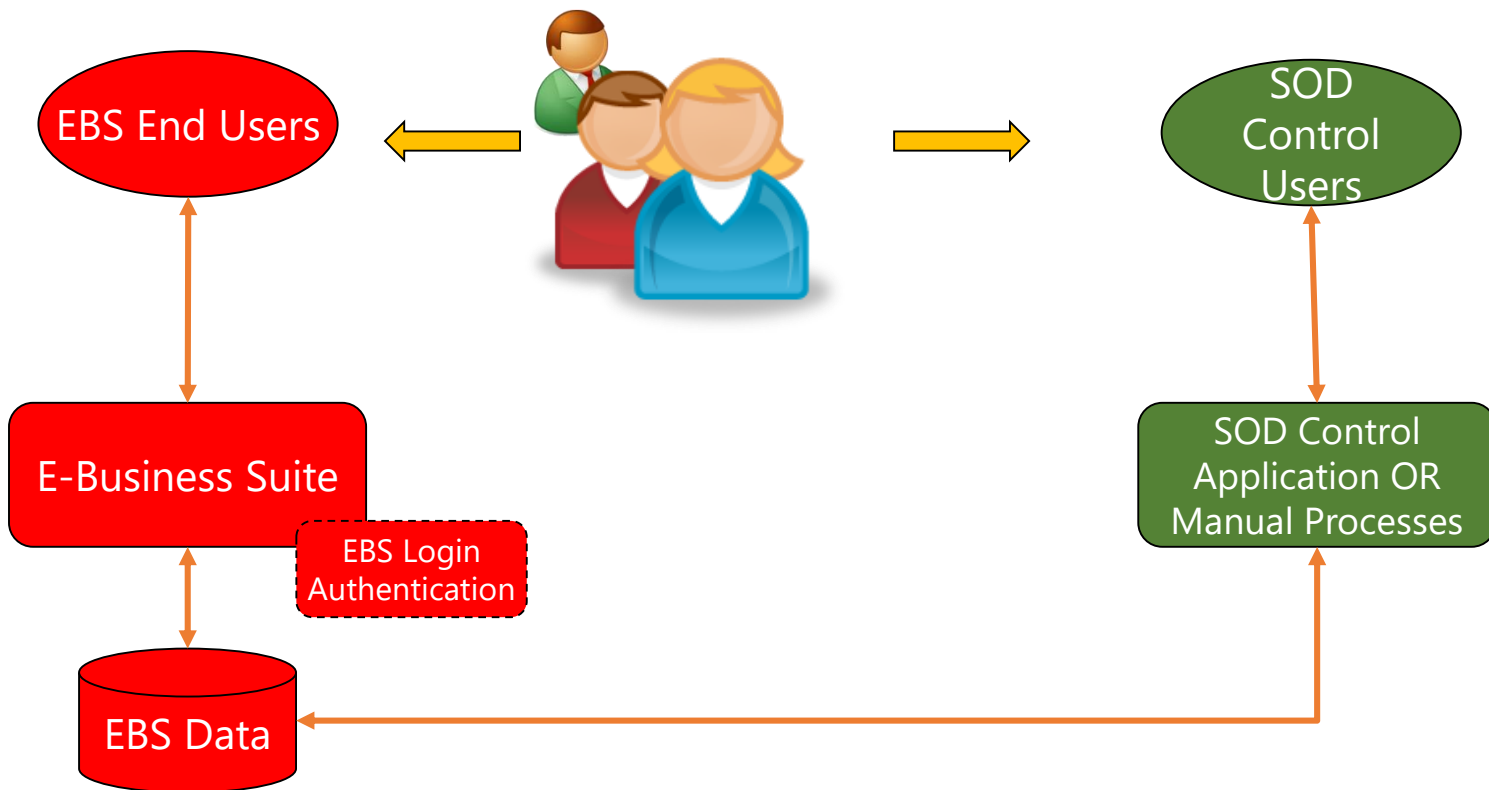 EBS End Users
SOD
Control
Users
E-Business Suite
EBS Login
Authentication
SOD Control
Application OR
Manual Processes
EBS Data